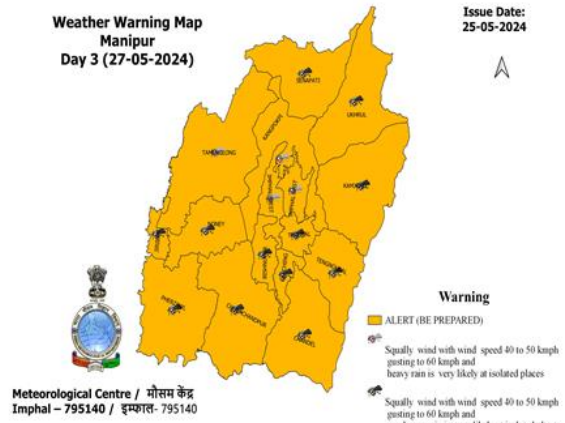 Weather Warning Map
Manipur
Day 3 (27-05-2024)
Issue Date:
25-05-2024
SENAPATI
UKHRUL
KANGPOKPI
TAMENGLONG
KAMJONG
NONEY
TENGNOUPAL
PHERZAWL
CHURACHANDPUR
CHANDEL
Warning
ALERT (BE PREPARED)
Squally wind with wind speed 40 to 50 kmph
gusting to 60 kmph and
heavy rain is very likely at isolated places
Squally wind with wind speed 40 to 50 kmph
gusting to 60 kmph and
Meteorological Centre / मौसम केंद्र
Imphal – 795140 / इम्फाल- 795140